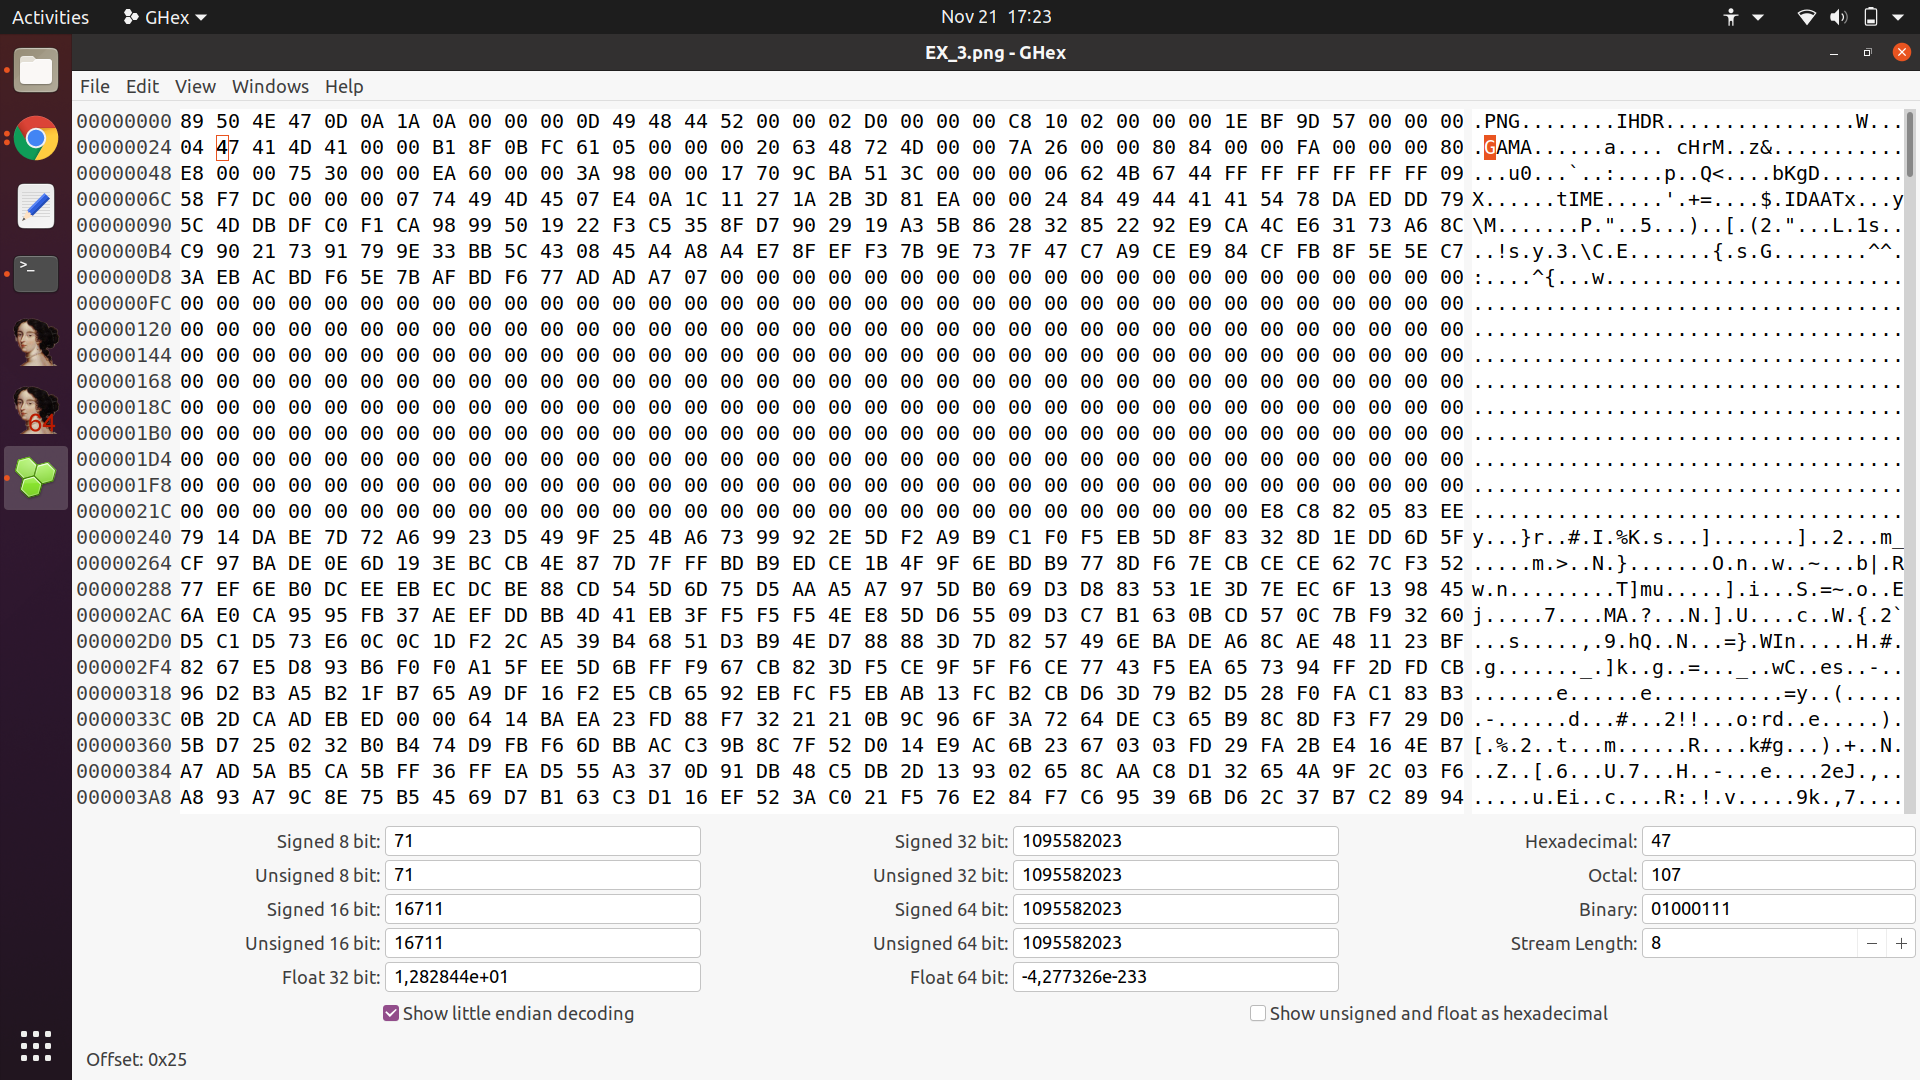 Activities GHex Nov 21 17:23
EX_3.png - GHex
File Edit View Windows Help
00000000 89 50 4E 47 0D 0A 1A 0A 00 00 00 0D 49 48 44 52 00 00 02 D0 00 00 00 C8 10 02 00 00 00 1E BF 9D 57 00 00 00 .PNG........IHDR................W...
00000024 04 47 41 4D 41 00 00 B1 8F 0B FC 61 05 00 00 00 20 63 48 72 4D 00 00 7A 26 00 00 80 84 00 00 FA 00 00 00 80 .GAMA......a.... cHrM..z&...........
00000048 E8 00 00 75 30 00 00 EA 60 00 00 3A 98 00 00 17 70 9C BA 51 3C 00 00 00 06 62 4B 67 44 FF FF FF FF FF FF 09 ...u0...`..:....p..Q<....bKgD.......
0000006C 58 F7 DC 00 00 00 07 74 49 4D 45 07 E4 0A 1C 11 27 1A 2B 3D 81 EA 00 00 24 84 49 44 41 41 54 78 DA ED DD 79 X......tIME.....'.+=....$.IDAATx...y
00000090 5C 4D DB DF C0 F1 CA 98 99 50 19 22 F3 C5 35 8F D7 90 29 19 A3 5B 86 28 32 85 22 92 E9 CA 4C E6 31 73 A6 8C \M.......P."..5...)..[.(2."...L.1s..
000000B4 C9 90 21 73 91 79 9E 33 BB 5C 43 08 45 A4 A8 A4 E7 8F EF F3 7B 9E 73 7F 47 C7 A9 CE E9 84 CF FB 8F 5E 5E C7 ..!s.y.3.\C.E.......{.s.G........^^.
000000D8 3A EB AC BD F6 5E 7B AF BD F6 77 AD AD A7 07 00 00 00 00 00 00 00 00 00 00 00 00 00 00 00 00 00 00 00 00 00 :....^{...w.........................
000000FC 00 00 00 00 00 00 00 00 00 00 00 00 00 00 00 00 00 00 00 00 00 00 00 00 00 00 00 00 00 00 00 00 00 00 00 00 ....................................
00000120 00 00 00 00 00 00 00 00 00 00 00 00 00 00 00 00 00 00 00 00 00 00 00 00 00 00 00 00 00 00 00 00 00 00 00 00 ....................................
00000144 00 00 00 00 00 00 00 00 00 00 00 00 00 00 00 00 00 00 00 00 00 00 00 00 00 00 00 00 00 00 00 00 00 00 00 00 ....................................
00000168 00 00 00 00 00 00 00 00 00 00 00 00 00 00 00 00 00 00 00 00 00 00 00 00 00 00 00 00 00 00 00 00 00 00 00 00 ....................................
0000018C 00 00 00 00 00 00 00 00 00 00 00 00 00 00 00 00 00 00 00 00 00 00 00 00 00 00 00 00 00 00 00 00 00 00 00 00 ....................................
000001B0 00 00 00 00 00 00 00 00 00 00 00 00 00 00 00 00 00 00 00 00 00 00 00 00 00 00 00 00 00 00 00 00 00 00 00 00 ....................................
000001D4 00 00 00 00 00 00 00 00 00 00 00 00 00 00 00 00 00 00 00 00 00 00 00 00 00 00 00 00 00 00 00 00 00 00 00 00 ....................................
000001F8 00 00 00 00 00 00 00 00 00 00 00 00 00 00 00 00 00 00 00 00 00 00 00 00 00 00 00 00 00 00 00 00 00 00 00 00 ....................................
0000021C 00 00 00 00 00 00 00 00 00 00 00 00 00 00 00 00 00 00 00 00 00 00 00 00 00 00 00 00 00 00 E8 C8 82 05 83 EE ....................................
00000240 79 14 DA BE 7D 72 A6 99 23 D5 49 9F 25 4B A6 73 99 92 2E 5D F2 A9 B9 C1 F0 F5 EB 5D 8F 83 32 8D 1E DD 6D 5F y...}r..#.I.%K.s...].......]..2...m_
00000264 CF 97 BA DE 0E 6D 19 3E BC CB 4E 87 7D 7F FF BD B9 ED CE 1B 4F 9F 6E BD B9 77 8D F6 7E CB CE CE 62 7C F3 52 .....m.>..N.}.......O.n..w..~...b|.R
00000288 77 EF 6E B0 DC EE EB EC DC BE 88 CD 54 5D 6D 75 D5 AA A5 A7 97 5D B0 69 D3 D8 83 53 1E 3D 7E EC 6F 13 98 45 w.n.........T]mu.....].i...S.=~.o..E
000002AC 6A E0 CA 95 95 FB 37 AE EF DD BB 4D 41 EB 3F F5 F5 F5 4E E8 5D D6 55 09 D3 C7 B1 63 0B CD 57 0C 7B F9 32 60 j.....7....MA.?...N.].U....c..W.{.2`
000002D0 D5 C1 D5 73 E6 0C 0C 1D F2 2C A5 39 B4 68 51 D3 B9 4E D7 88 88 3D 7D 82 57 49 6E BA DE A6 8C AE 48 11 23 BF ...s.....,.9.hQ..N...=}.WIn.....H.#.
000002F4 82 67 E5 D8 93 B6 F0 F0 A1 5F EE 5D 6B FF F9 67 CB 82 3D F5 CE 9F 5F F6 CE 77 43 F5 EA 65 73 94 FF 2D FD CB .g......._.]k..g..=..._..wC..es..-..
00000318 96 D2 B3 A5 B2 1F B7 65 A9 DF 16 F2 E5 CB 65 92 EB FC F5 EB AB 13 FC B2 CB D6 3D 79 B2 D5 28 F0 FA C1 83 B3 .......e......e...........=y..(.....
0000033C 0B 2D CA AD EB ED 00 00 64 14 BA EA 23 FD 88 F7 32 21 21 0B 9C 96 6F 3A 72 64 DE C3 65 B9 8C 8D F3 F7 29 D0 .-......d...#...2!!...o:rd..e.....).
00000360 5B D7 25 02 32 B0 B4 74 D9 FB F6 6D BB AC C3 9B 8C 7F 52 D0 14 E9 AC 6B 23 67 03 03 FD 29 FA 2B E4 16 4E B7 [.%.2..t...m......R....k#g...).+..N.
00000384 A7 AD 5A B5 CA 5B FF 36 FF EA D5 55 A3 37 0D 91 DB 48 C5 DB 2D 13 93 02 65 8C AA C8 D1 32 65 4A 9F 2C 03 F6 ..Z..[.6...U.7...H..-...e....2eJ.,..
000003A8 A8 93 A7 9C 8E 75 B5 45 69 D7 B1 63 C3 D1 16 EF 52 3A C0 21 F5 76 E2 84 F7 C6 95 39 6B D6 2C 37 B7 C2 89 94 .....u.Ei..c....R:.!.v.....9k.,7....
Signed 8 bit: 71 Signed 32 bit: 1095582023 Hexadecimal: 47
Unsigned 8 bit: 71 Unsigned 32 bit: 1095582023 Octal: 107
Signed 16 bit: 16711 Signed 64 bit: 1095582023 Binary: 01000111
Unsigned 16 bit: 16711 Unsigned 64 bit: 1095582023 Stream Length: 8
Float 32 bit: 1,282844e+01 Float 64 bit: -4,277326e-233
Show little endian decoding Show unsigned and float as hexadecimal
Offset: 0x25
64